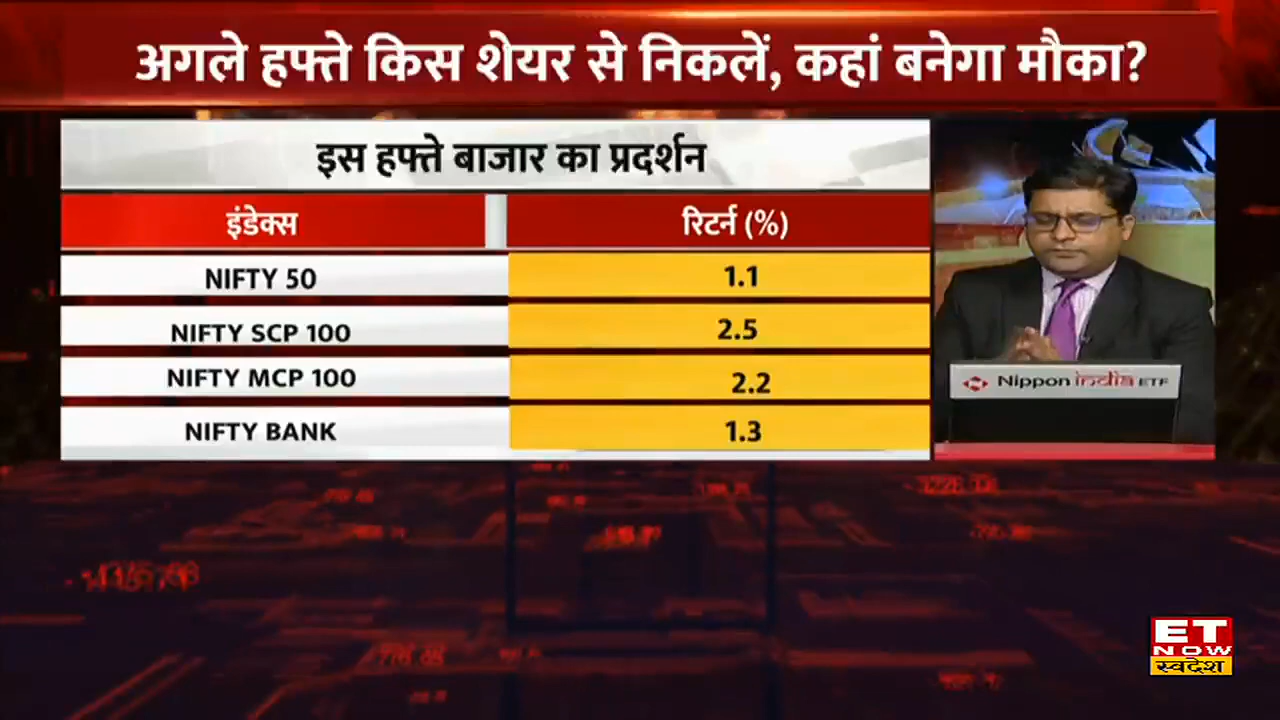 अगले हफ्ते किस शेयर से निकलें, कहां बनेगा मौका?
इस हफ्ते बाजार का प्रदर्शन
इंडेक्स रिटर्न (%)
NIFTY 50 1.1
NIFTY SCP 100 2.5
NIFTY MCP 100 2.2
NIFTY BANK 1.3
Nippon india ETF
ET
NOW
स्वदेश